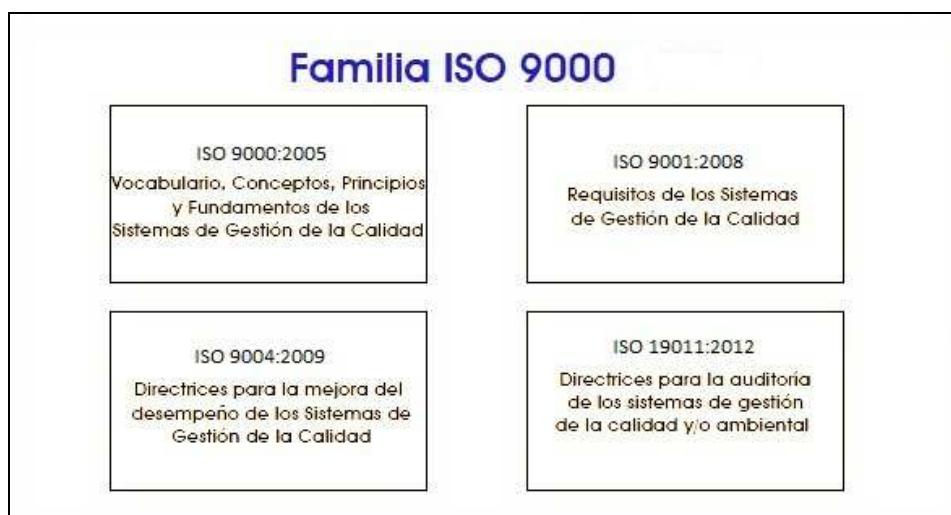 Familia ISO 9000
ISO 9000:2005
Vocabulario, Conceptos, Principios
y Fundamentos de los
Sistemas de Gestión de la Calidad
ISO 9001:2008
Requisitos de los Sistemas
de Gestión de la Calidad
ISO 9004:2009
Directrices para la mejora del
desempeño de los Sistemas de
Gestión de la Calidad
ISO 19011:2012
Directrices para la auditoría
de los sistemas de gestión
de la calidad y/o ambiental